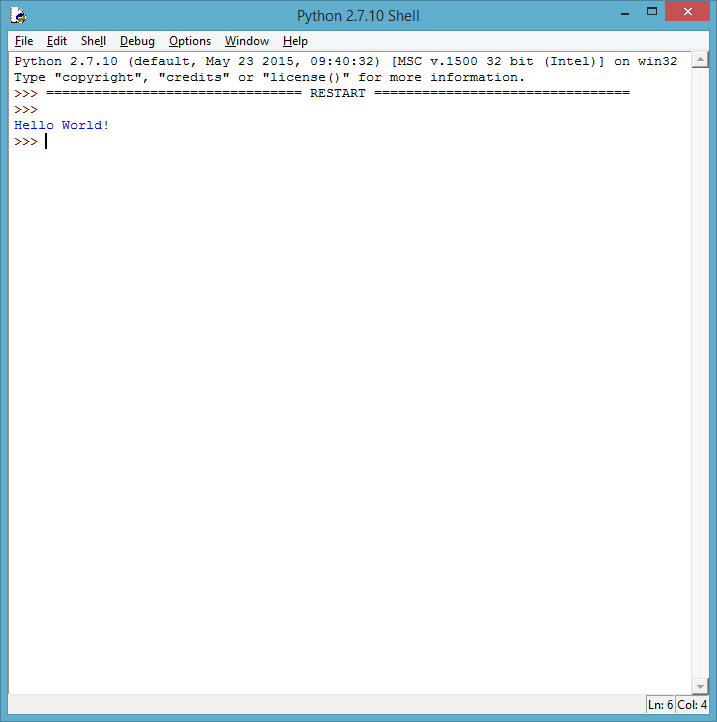 Python 2.7.10 Shell
File Edit Shell Debug Options Window Help
Python 2.7.10 (default, May 23 2015, 09:40:32) [MSC v.1500 32 bit (Intel)] on win32
Type "copyright", "credits" or "license()" for more information.
>>> ================================ RESTART ================================
>>>
Hello World!
>>>
Ln: 6 Col: 4